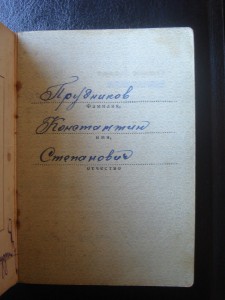 Прудников
Фамилия,
Константин
имя,
Степанович
отчество